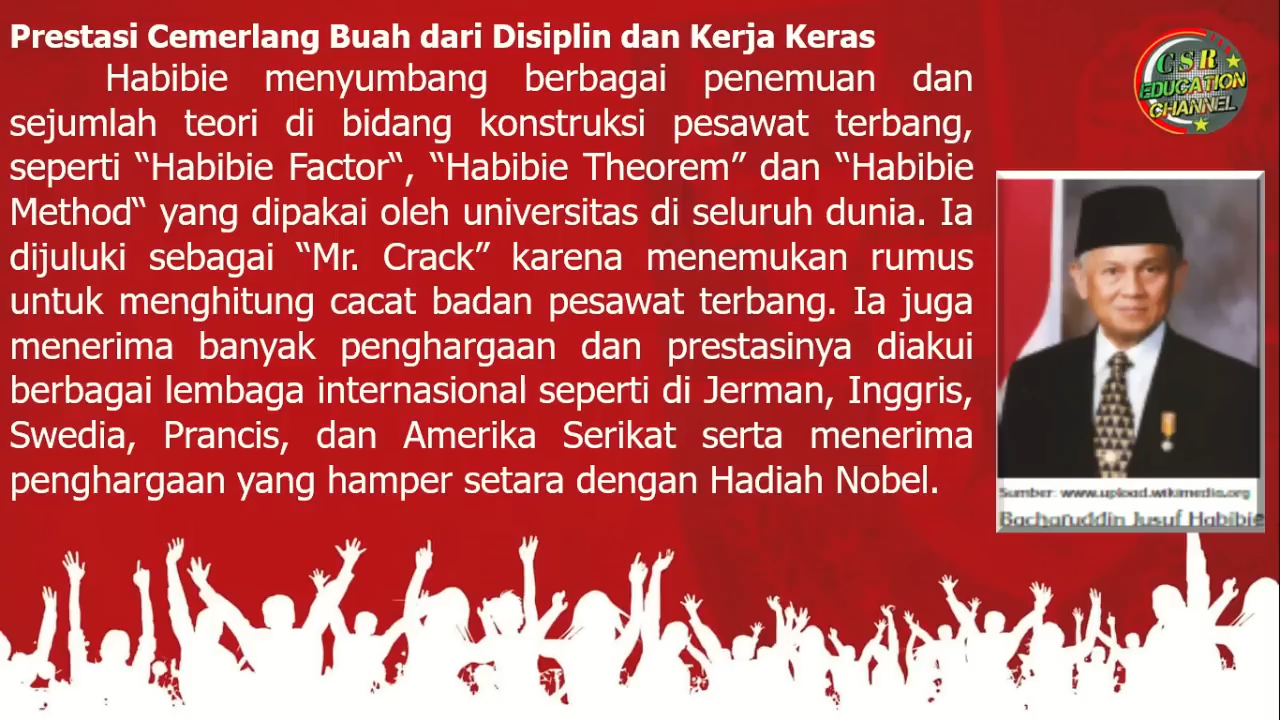 Prestasi Cemerlang Buah dari Disiplin dan Kerja Keras
Habibie menyumbang berbagai penemuan dan
sejumlah teori di bidang konstruksi pesawat terbang,
seperti “Habibie Factor“, “Habibie Theorem” dan “Habibie
Method“ yang dipakai oleh universitas di seluruh dunia. Ia
dijuluki sebagai “Mr. Crack” karena menemukan rumus
untuk menghitung cacat badan pesawat terbang. Ia juga
menerima banyak penghargaan dan prestasinya diakui
berbagai lembaga internasional seperti di Jerman, Inggris,
Swedia, Prancis, dan Amerika Serikat serta menerima
penghargaan yang hamper setara dengan Hadiah Nobel.
CSR
EDUCATION
CHANNEL
Sumber: www.upload.wikimedia.org
Bacharuddin Jusuf Habibie